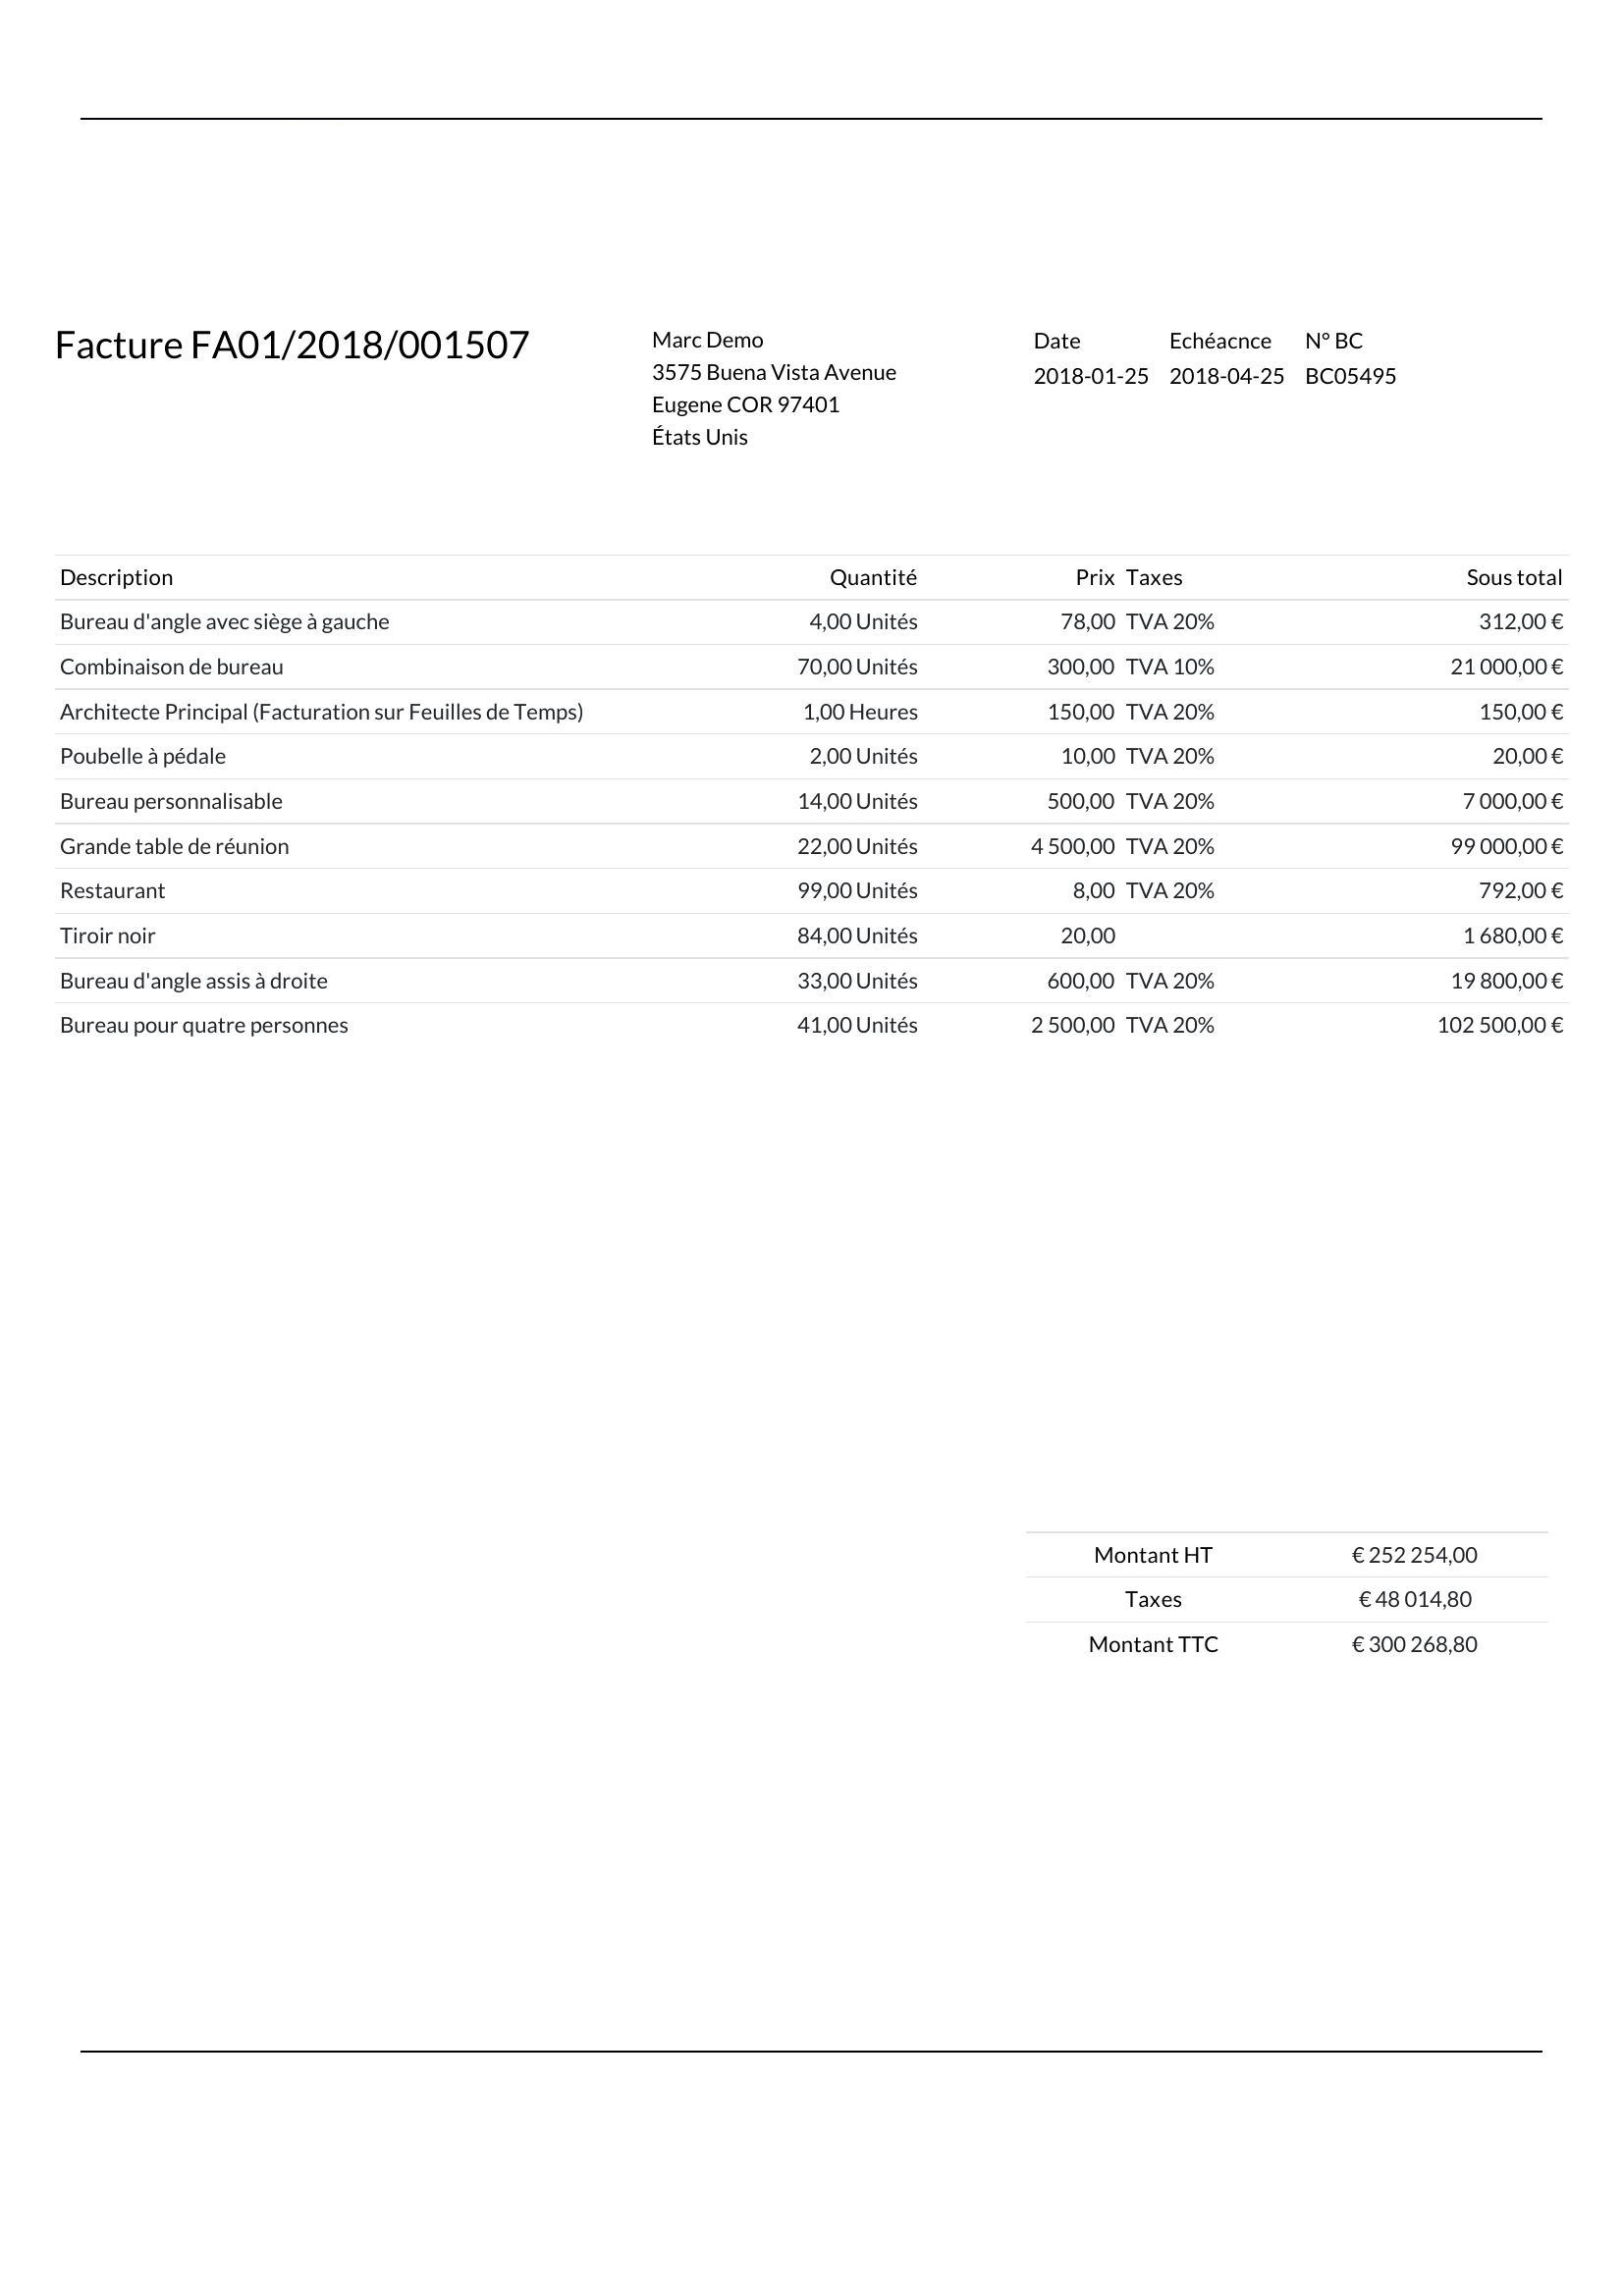 Facture FA01/2018/001507
Marc Demo
3575 Buena Vista Avenue
Eugene COR 97401
États Unis
Date Echéacnce N° BC
2018-01-25 2018-04-25 BC05495
Description Quantité Prix Taxes Sous total
Bureau d'angle avec siège à gauche 4,00 Unités 78,00 TVA 20% 312,00 €
Combinaison de bureau 70,00 Unités 300,00 TVA 10% 21 000,00 €
Architecte Principal (Facturation sur Feuilles de Temps) 1,00 Heures 150,00 TVA 20% 150,00 €
Poubelle à pédale 2,00 Unités 10,00 TVA 20% 20,00 €
Bureau personnalisable 14,00 Unités 500,00 TVA 20% 7 000,00 €
Grande table de réunion 22,00 Unités 4 500,00 TVA 20% 99 000,00 €
Restaurant 99,00 Unités 8,00 TVA 20% 792,00 €
Tiroir noir 84,00 Unités 20,00 1 680,00 €
Bureau d'angle assis à droite 33,00 Unités 600,00 TVA 20% 19 800,00 €
Bureau pour quatre personnes 41,00 Unités 2 500,00 TVA 20% 102 500,00 €
Montant HT € 252 254,00
Taxes € 48 014,80
Montant TTC € 300 268,80